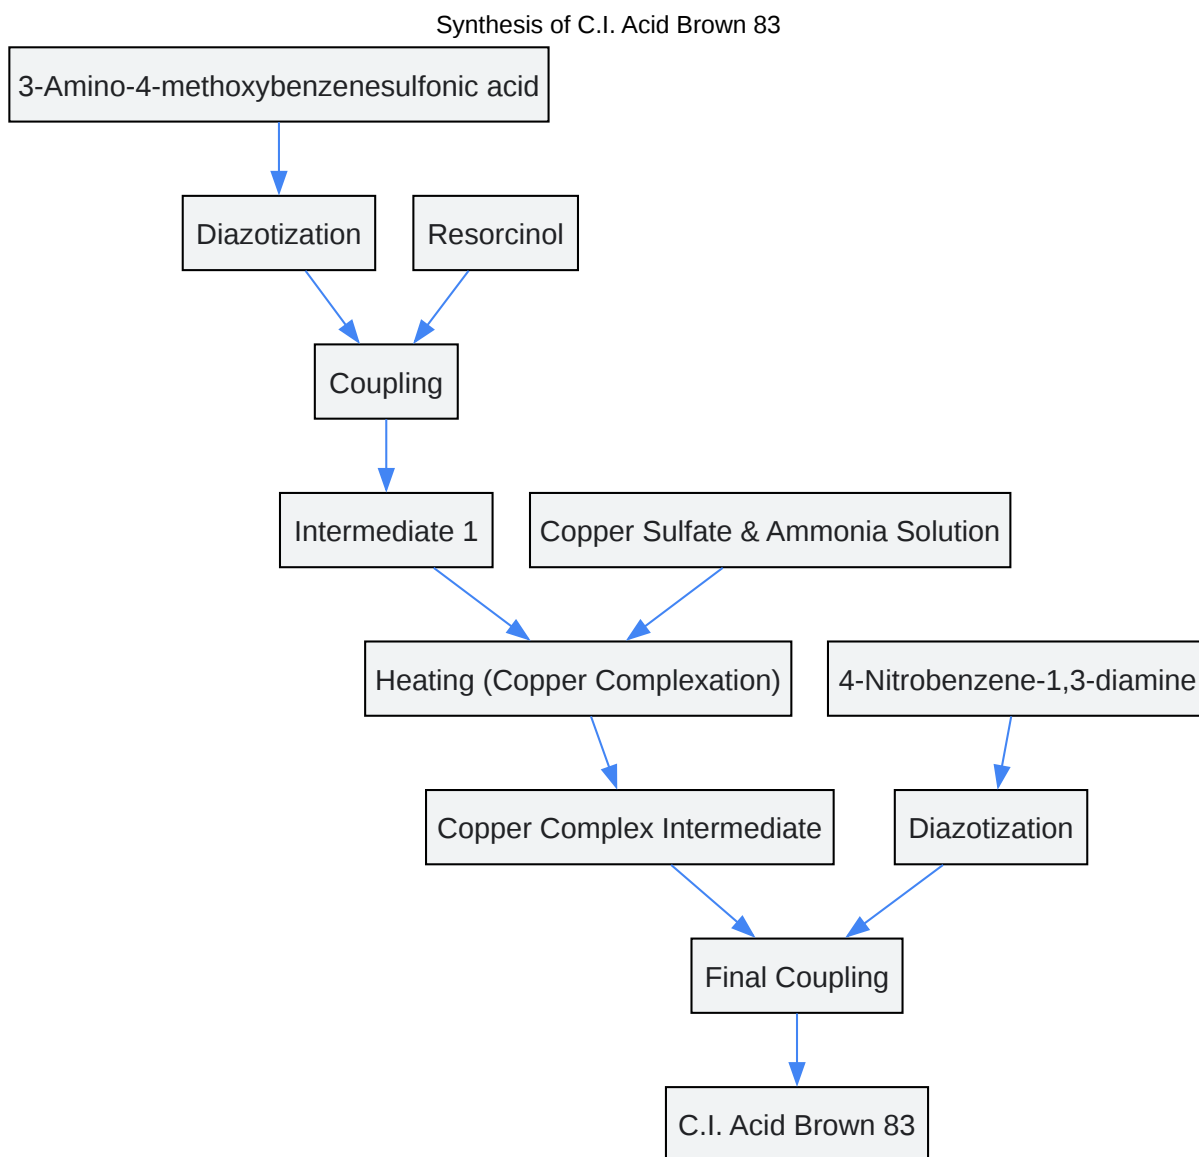 Synthesis of C.I. Acid Brown 83
3-Amino-4-methoxybenzenesulfonic acid
Diazotization
Resorcinol
Coupling
Intermediate 1
Copper Sulfate & Ammonia Solution
Heating (Copper Complexation)
4-Nitrobenzene-1,3-diamine
Copper Complex Intermediate
Diazotization
Final Coupling
C.I. Acid Brown 83